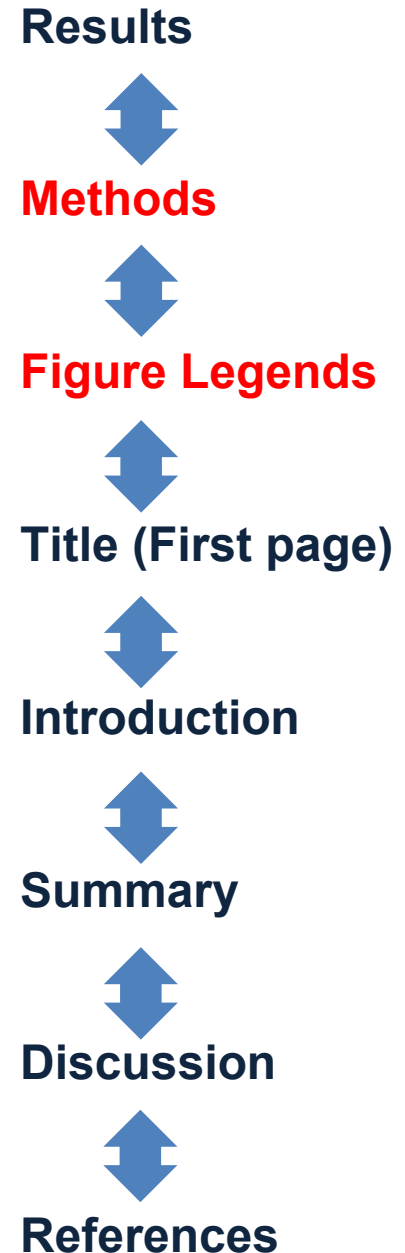 Results
Methods
Figure Legends
Title (First page)
Introduction
Summary
Discussion
References